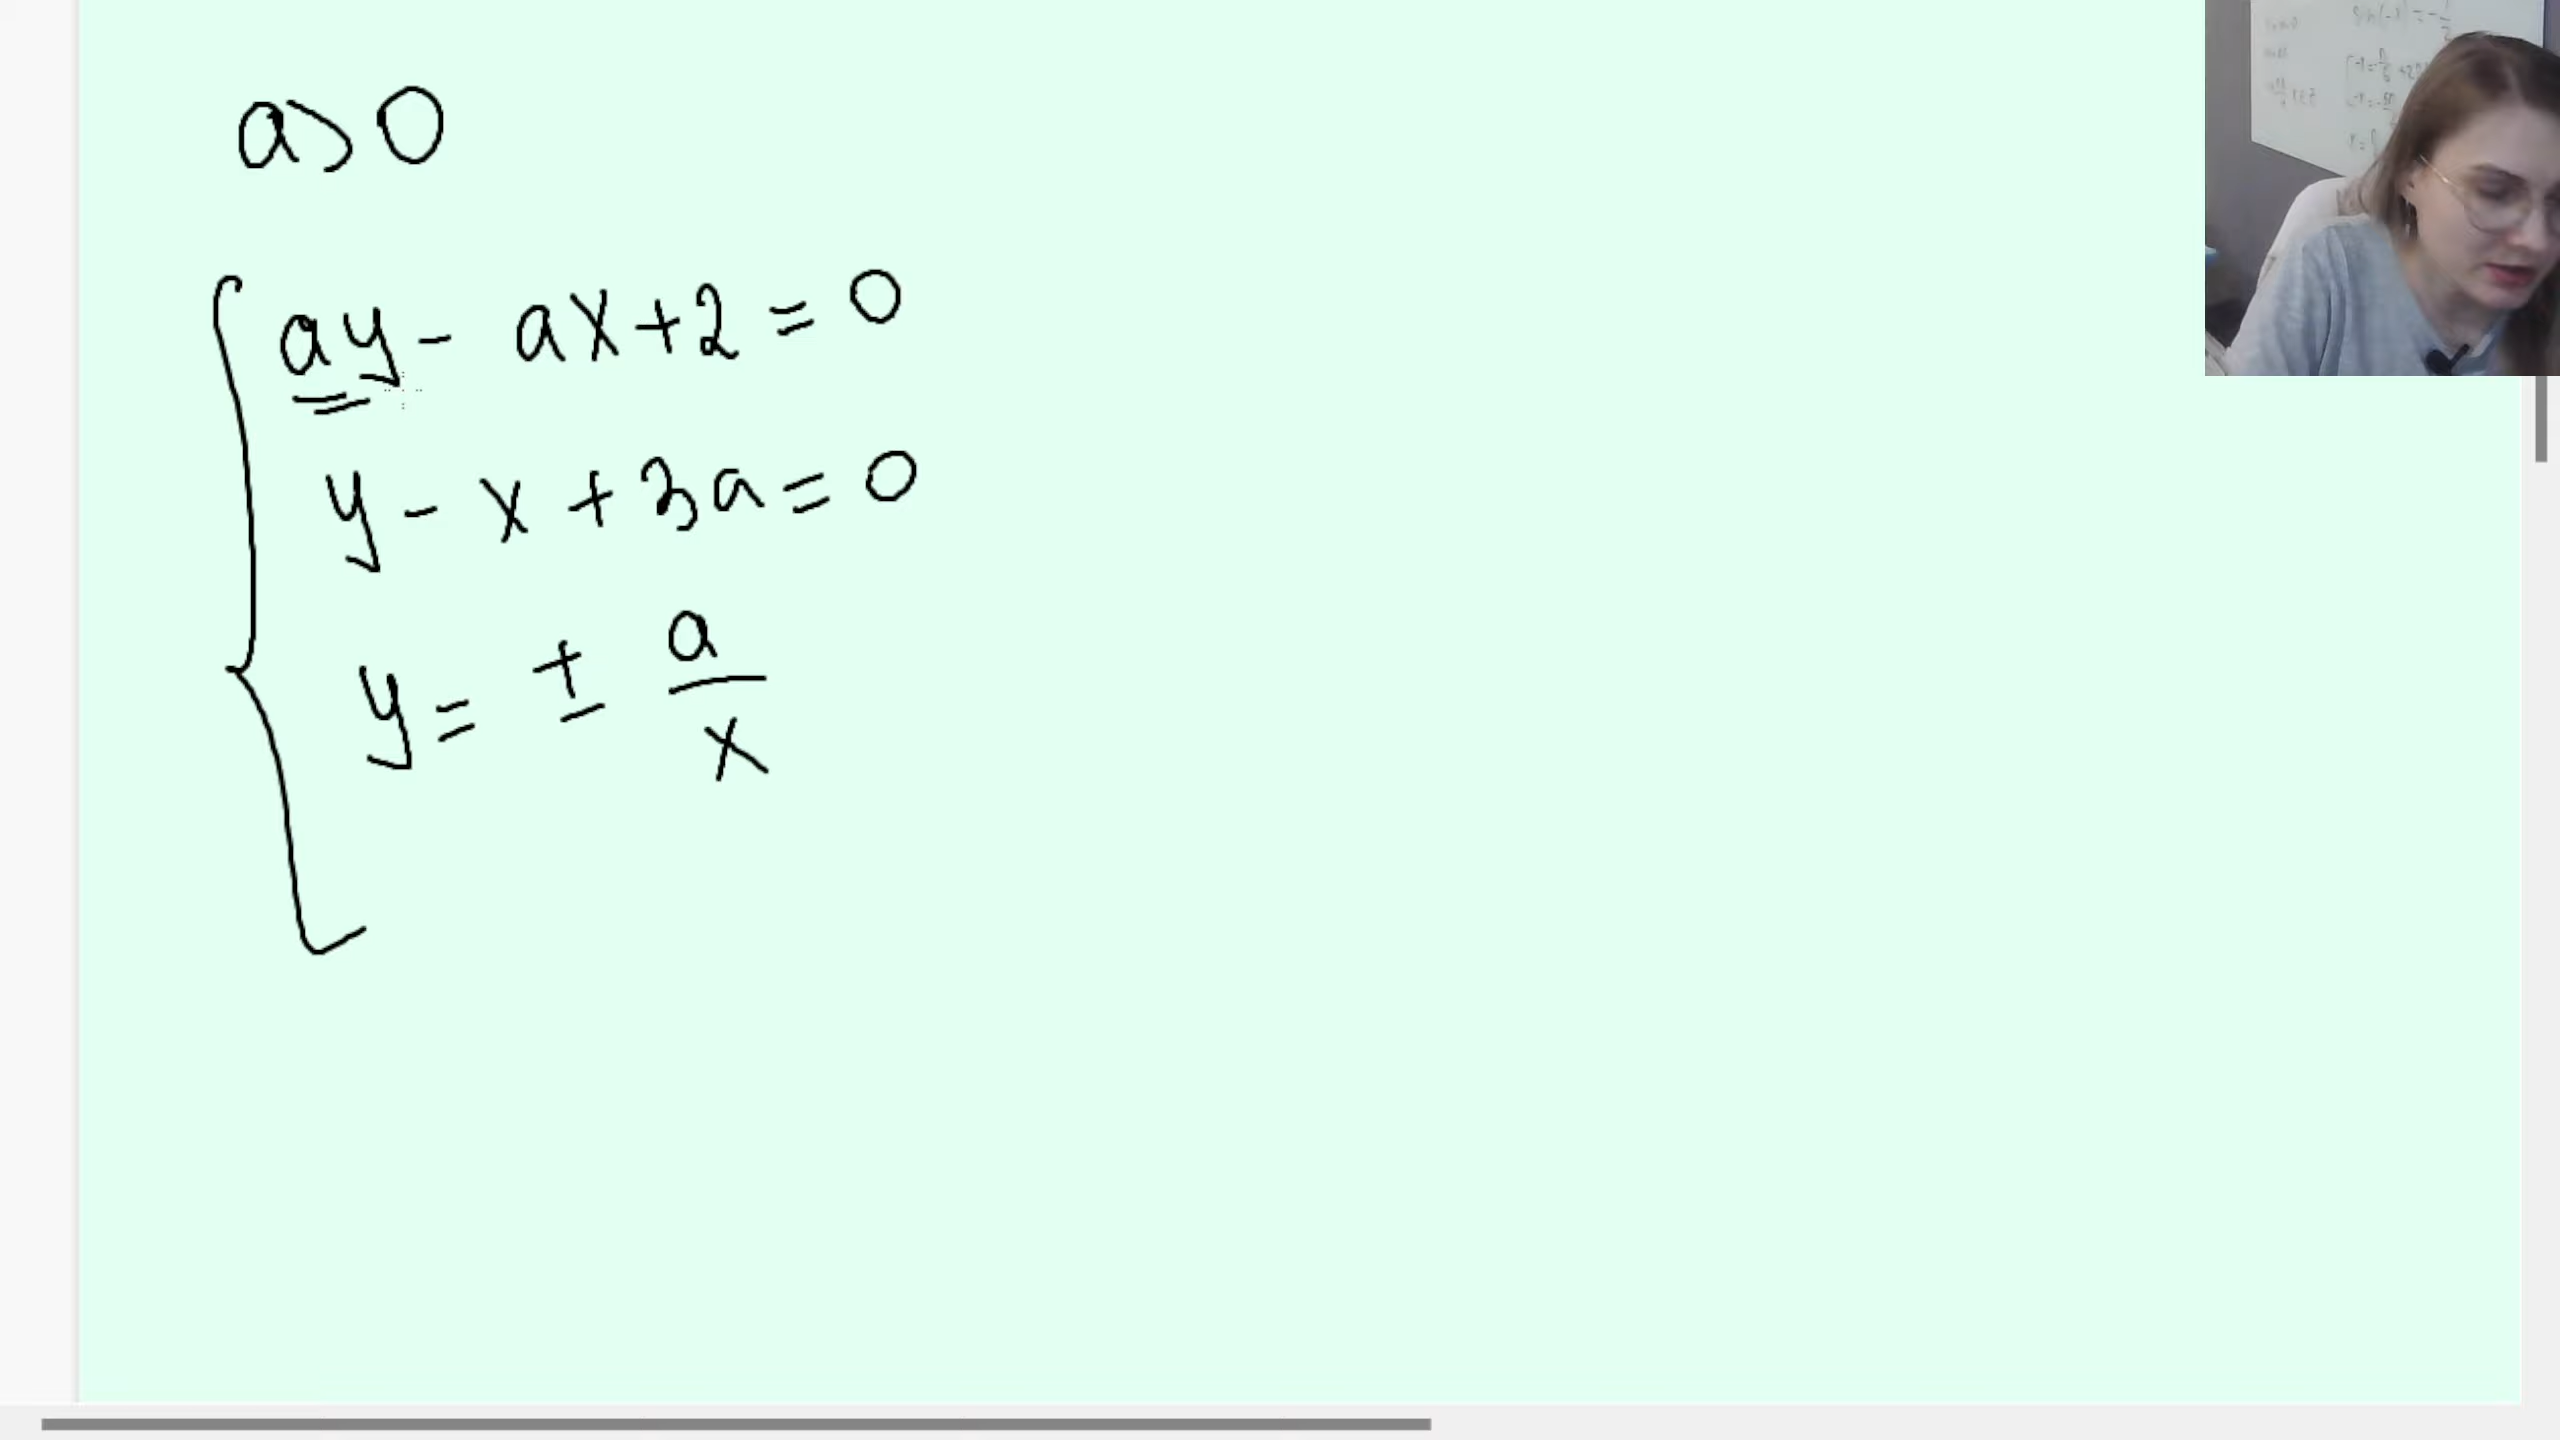 a>0
ay - ax+2=0
y - x + 3a=0
y = ± a/x